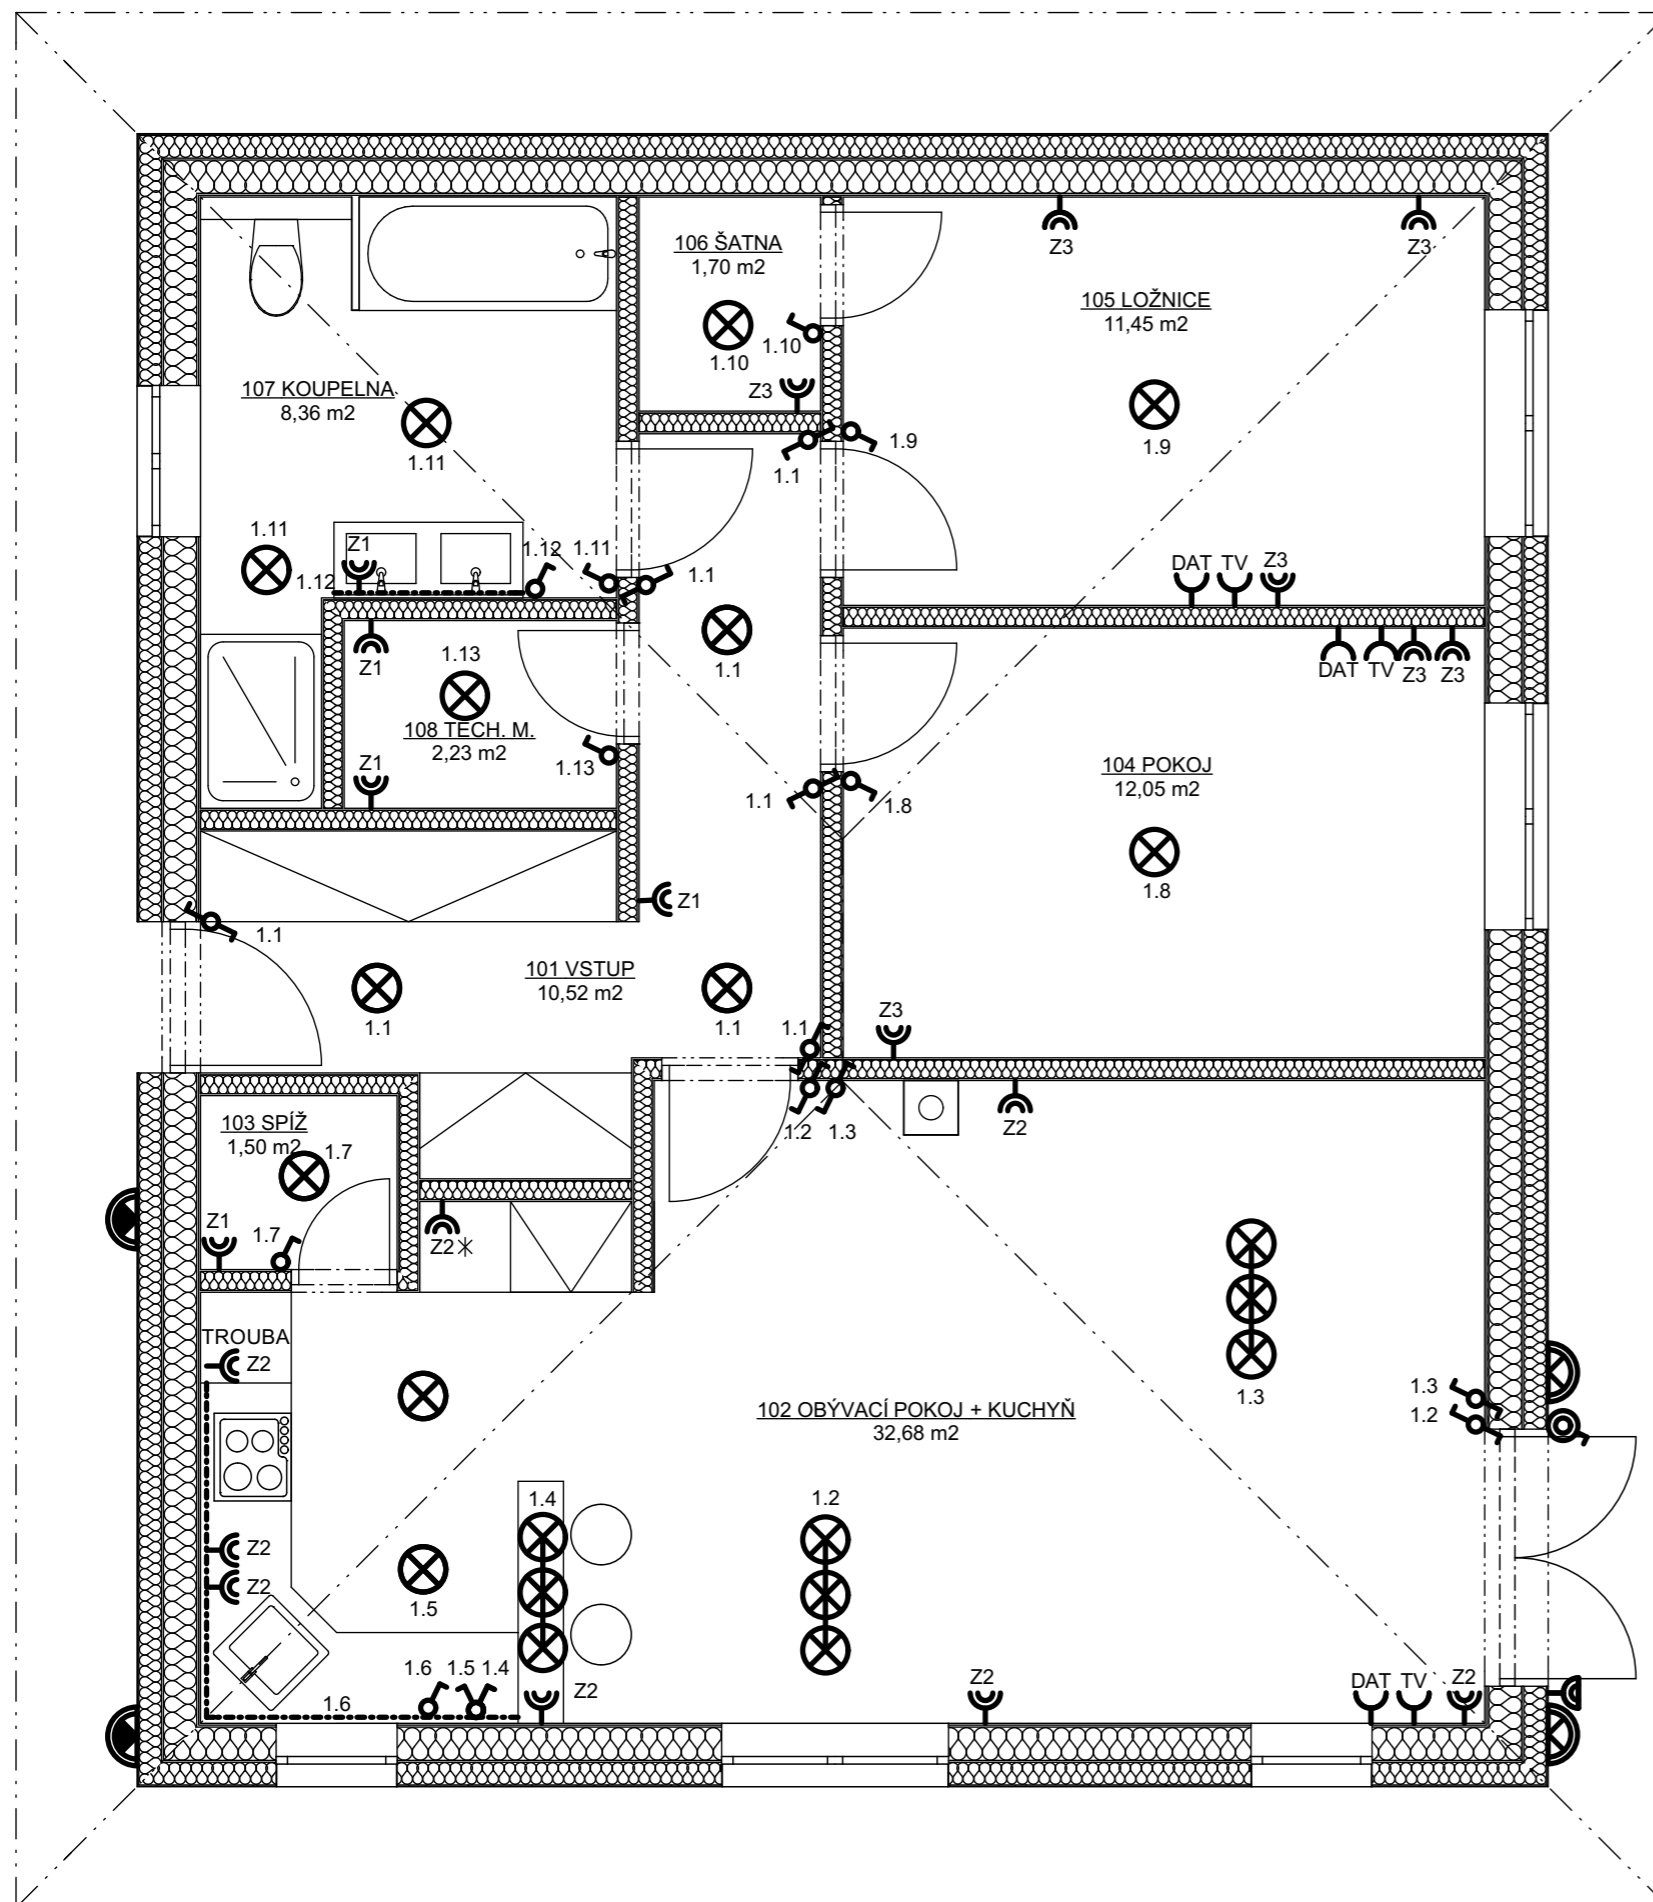 Z3
Z3
106 ŠATNA
1,70 m2
105 LOŽNICE
11,45 m2
1.10
1.10
Z3
107 KOUPELNA
8,36 m2
1.9
1.11
1.9
1.1
1.11
Z1
1.12
1.11
1.12
1.1
DAT TV Z3
Z1
1.13
1.1
DAT TV Z3 Z3
108 TECH. M.
2,23 m2
1.13
Z1
104 POKOJ
12,05 m2
1.1
1.8
1.8
Z1
1.1
101 VSTUP
10,52 m2
1.1
1.1
1.1
Z3
103 SPÍŽ
1,50 m2
1.7
1.2
1.3
Z2
Z1
1.7
Z2
TROUBA
Z2
1.3
1.3
1.2
102 OBÝVACÍ POKOJ + KUCHYŇ
32,68 m2
1.4
1.2
Z2
Z2
1.5
1.6
1.5
1.4
1.6
Z2
Z2
DAT TV Z2